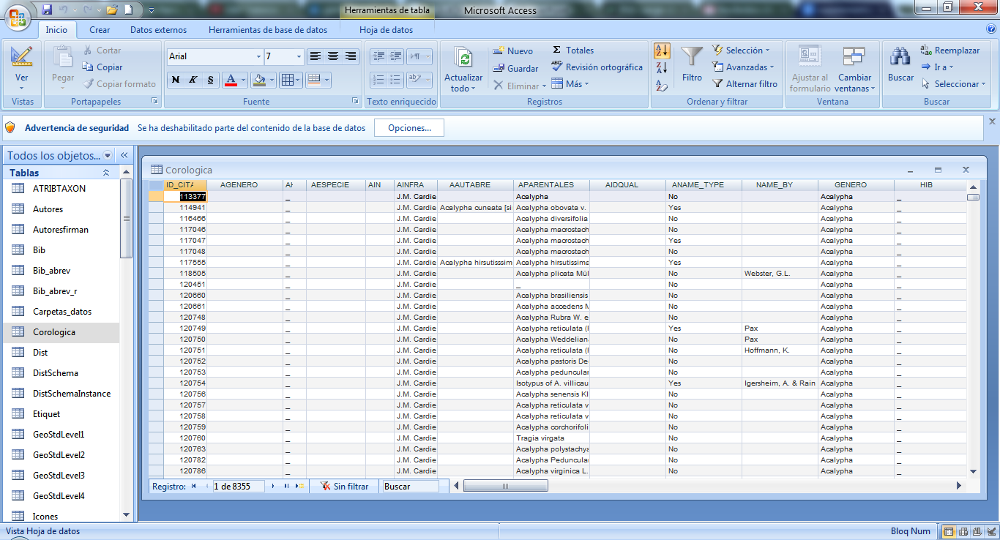 Herramientas de tabla Microsoft Access
Inicio Crear Datos externos Herramientas de base de datos Hoja de datos
Ver
Vistas
Pegar
Cortar
Copiar
Copiar formato
Portapapeles
Arial 7
N K S A
Fuente
Texto enriquecido
Actualizar todo
Nuevo
Guardar
Eliminar
Σ Totales
Revisión ortográfica
Más
Registros
Filtro
Selección
Avanzadas
Alternar filtro
Ordenar y filtrar
Ajustar al formulario
Cambiar ventanas
Ventana
Buscar
Reemplazar
Ir a
Seleccionar
Buscar
Advertencia de seguridad Se ha deshabilitado parte del contenido de la base de datos Opciones...
Todos los objetos...
Tablas
ATRIBTAXON
Autores
Autoresfirman
Bib
Bib_abrev
Bib_abrev_r
Carpetas_datos
Corologica
Dist
DistSchema
DistSchemaInstance
Etiquet
GeoStdLevel1
GeoStdLevel2
GeoStdLevel3
GeoStdLevel4
Icones
Corologica
ID_CITA AGENERO AESPECIE AIN AINFRA AAUTABRE APARENTALES AIDQUAL ANAME_TYPE NAME_BY GENERO HIB
113377 _ J.M. Cardie Acalypha No Acalypha _
114941 _ J.M. Cardie Acalypha cuneata [si Acalypha obovata v. Yes Acalypha _
116466 _ J.M. Cardie Acalypha diversifolia No Acalypha _
117046 _ J.M. Cardie Acalypha macrostach No Acalypha _
117047 _ J.M. Cardie Acalypha macrostach Yes Acalypha _
117048 _ J.M. Cardie Acalypha macrostach No Acalypha _
117555 _ J.M. Cardie Acalypha hirsutisssim Acalypha hirsutissima Yes Acalypha _
118505 _ J.M. Cardie Acalypha plicata Mül No Webster, G.L. Acalypha _
120451 _ J.M. Cardie _ No Acalypha _
120660 _ J.M. Cardie Acalypha brasiliensis No Acalypha _
120661 _ J.M. Cardie Acalypha accedens M No Acalypha _
120748 _ J.M. Cardie Acalypha Rubra W. e No Acalypha _
120749 _ J.M. Cardie Acalypha reticulata ( Yes Pax Acalypha _
120750 _ J.M. Cardie Acalypha Weddelian No Pax Acalypha _
120751 _ J.M. Cardie Acalypha reticulata ( No Hoffmann, K. Acalypha _
120752 _ J.M. Cardie Acalypha pastoris De No Acalypha _
120753 _ J.M. Cardie Acalypha peduncular No Acalypha _
120754 _ J.M. Cardie Isotypus of A. villicau Yes Igersheim, A. & Rain Acalypha _
120756 _ J.M. Cardie Acalypha senensis Kl No Acalypha _
120757 _ J.M. Cardie Acalypha reticulata v No Acalypha _
120758 _ J.M. Cardie Acalypha reticulata v No Acalypha _
120759 _ J.M. Cardie Acalypha corchorifoli No Acalypha _
120760 _ J.M. Cardie Tragia virgata No Acalypha _
120763 _ J.M. Cardie Acalypha polystachya No Acalypha _
120782 _ J.M. Cardie Acalypha Peduncula No Acalypha _
120786 _ J.M. Cardie Acalypha virginica L. No Acalypha _
Registro: 1 de 8355 Sin filtrar Buscar
Vista Hoja de datos Bloq Num